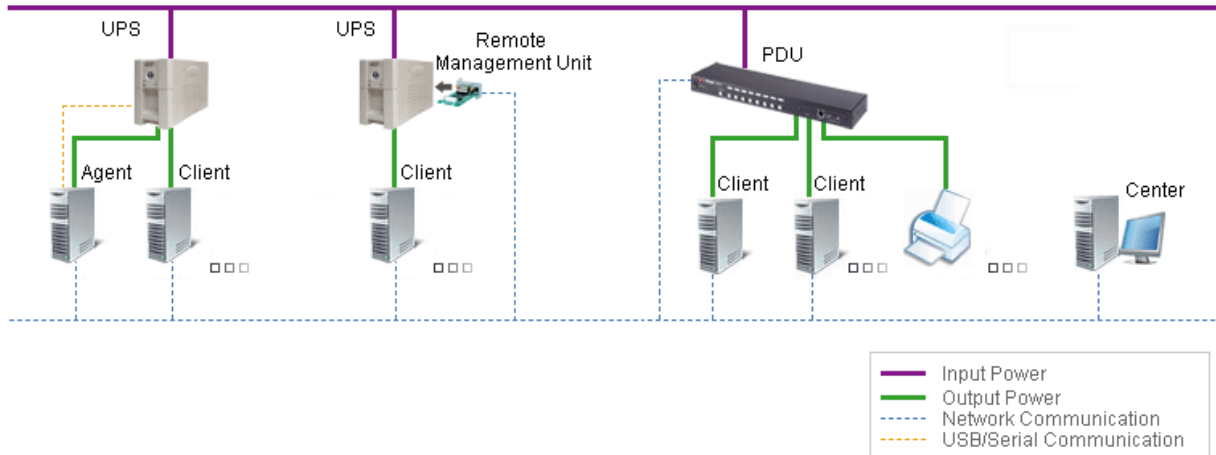 UPS
UPS
Remote
Management Unit
PDU
Agent
Client
Client
Client
Client
Center
Input Power
Output Power
Network Communication
USB/Serial Communication